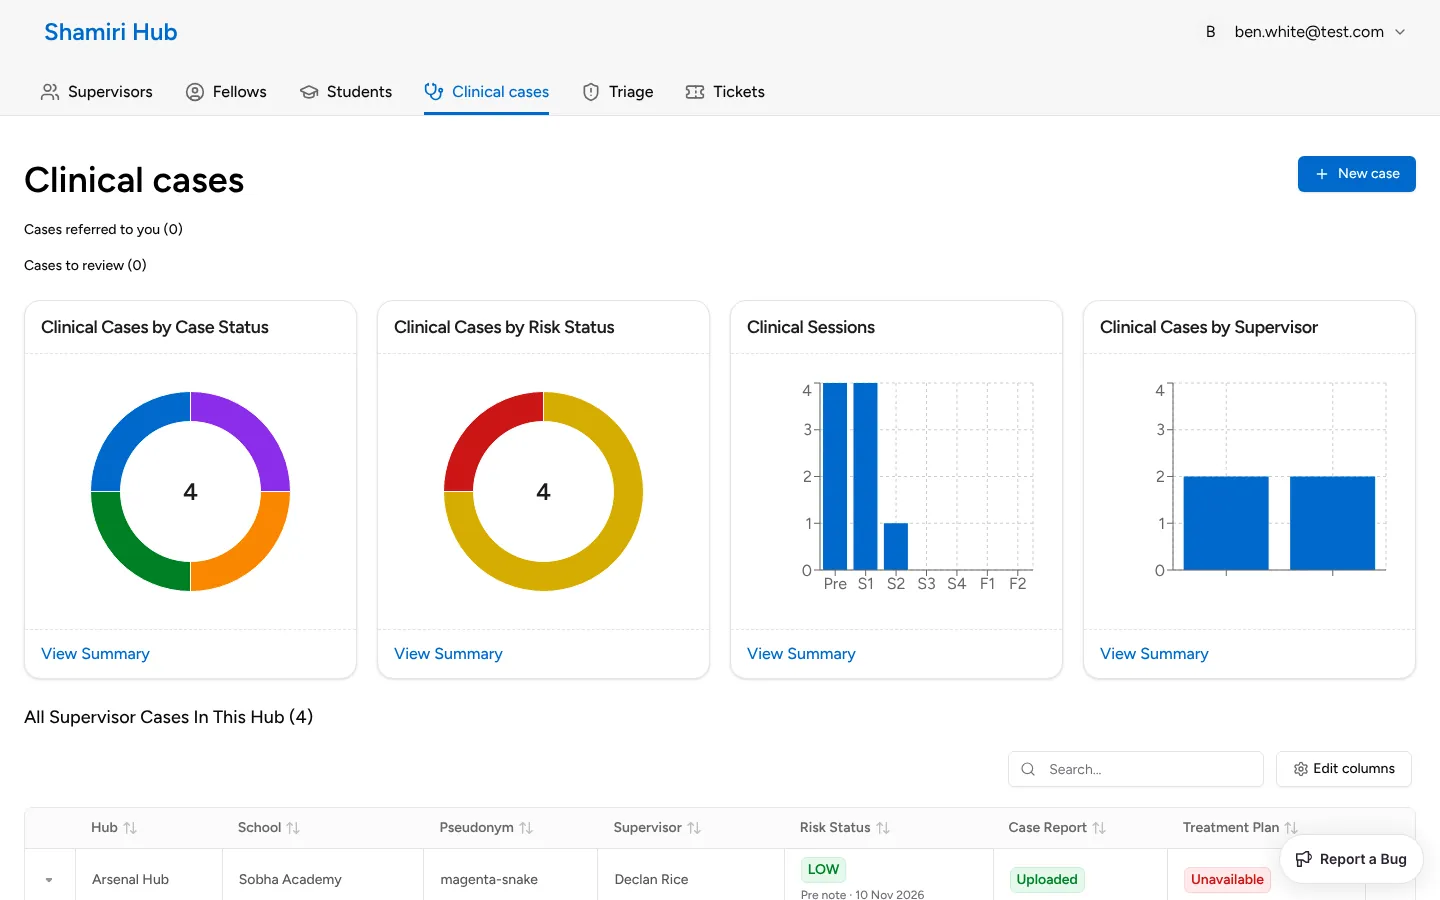 Shamiri Hub
B ben.white@test.com
Supervisors Fellows Students Clinical cases Triage Tickets
Clinical cases
New case
Cases referred to you (0)
Cases to review (0)
Clinical Cases by Case Status
4
View Summary
Clinical Cases by Risk Status
4
View Summary
Clinical Sessions
4
3
2
1
0
Pre S1 S2 S3 S4 F1 F2
View Summary
Clinical Cases by Supervisor
4
3
2
1
0
View Summary
All Supervisor Cases In This Hub (4)
Search...
Edit columns
Hub School Pseudonym Supervisor Risk Status Case Report Treatment Plan
Arsenal Hub Sobha Academy magenta-snake Declan Rice LOW Uploaded Unavailable
Pre note · 10 Nov 2026
Report a Bug